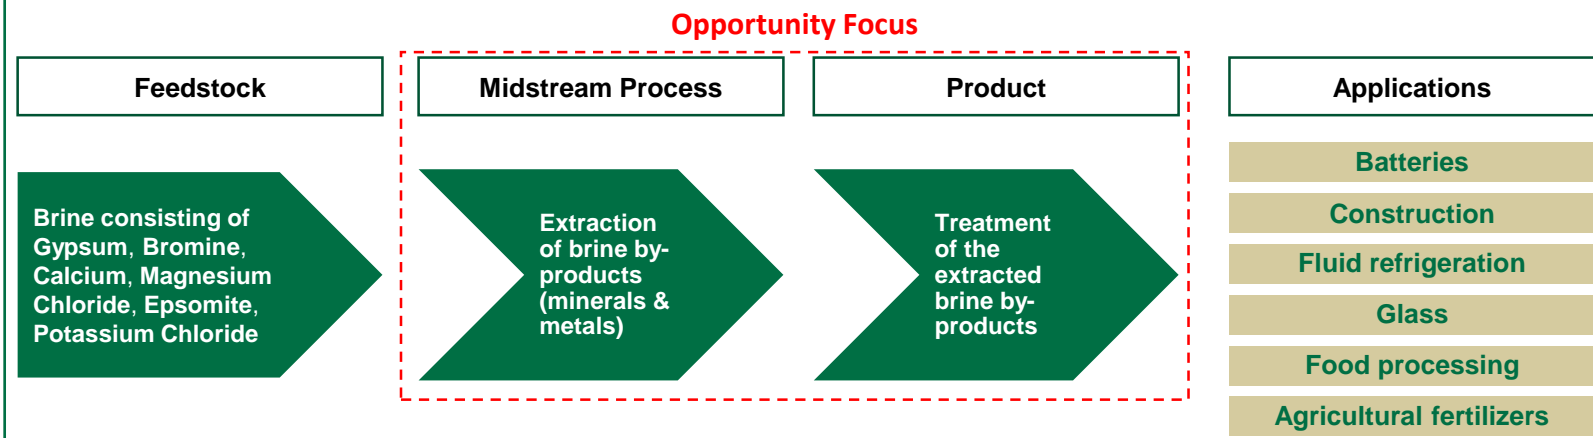 Opportunity Focus
Feedstock
Midstream Process
Product
Applications
Brine consisting of
Gypsum, Bromine,
Calcium, Magnesium
Chloride, Epsomite,
Potassium Chloride
Extraction
of brine by-
products
(minerals &
metals)
Treatment
of the
extracted
brine by-
products
Batteries
Construction
Fluid refrigeration
Glass
Food processing
Agricultural fertilizers